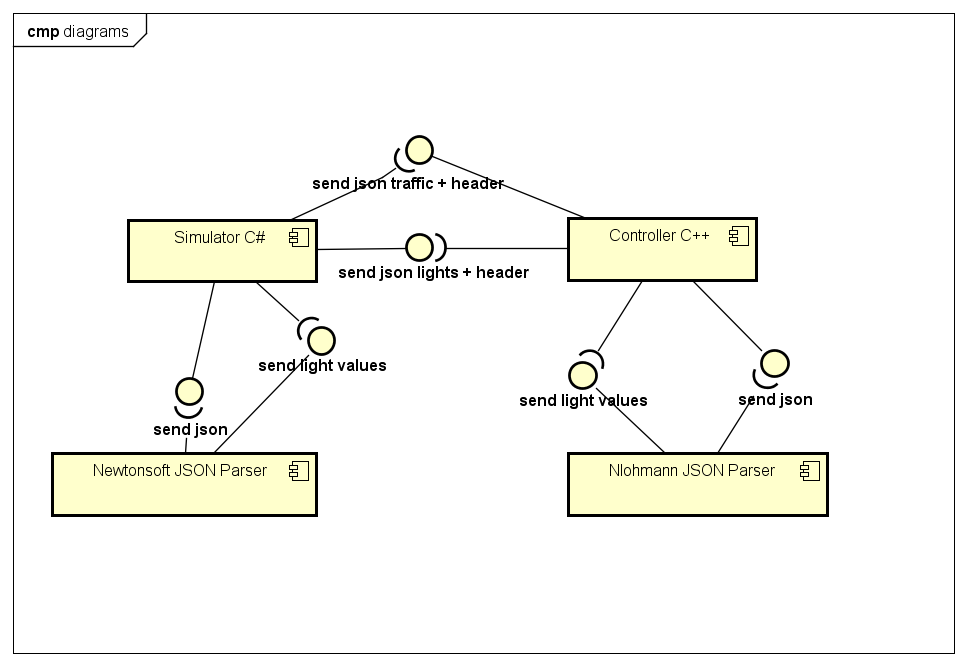 cmp diagrams
send json traffic + header
Simulator C#
Controller C++
send json lights + header
send light values
send light values
send json
send json
Newtonsoft JSON Parser
Nlohmann JSON Parser